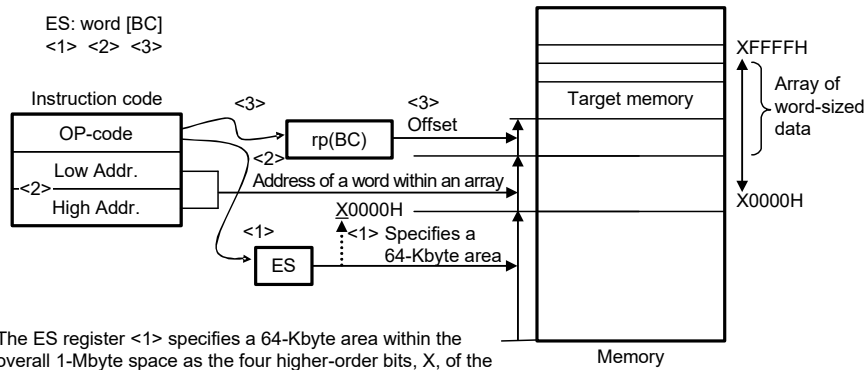 ES: word [BC]
<1> <2> <3>
Instruction code
OP-code
Low Addr.
<2>
High Addr.
<3>
rp(BC)
<3>
Offset
<2>
Address of a word within an array
<1>
ES
X0000H
<1> Specifies a
64-Kbyte area
Target memory
XFFFFH
Array of
word-sized
data
X0000H
Memory
The ES register <1> specifies a 64-Kbyte area within the
overall 1-Mbyte space as the four higher-order bits, X, of the